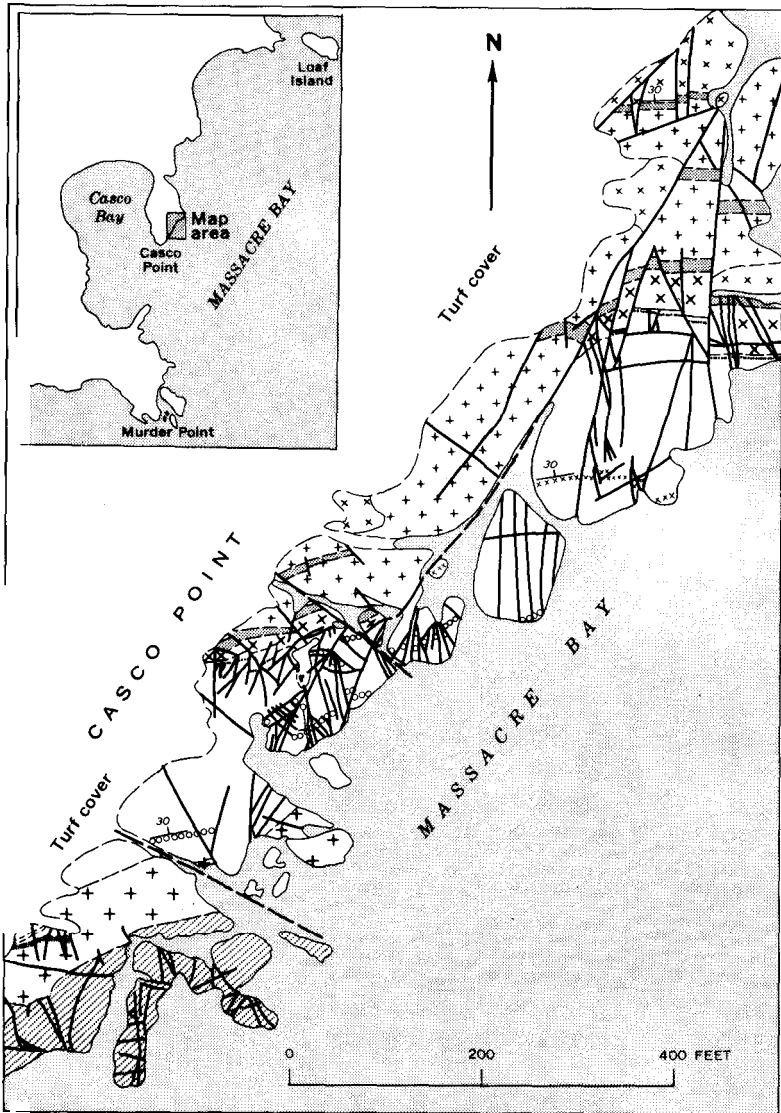 Loaf
Island
Casco
Bay
Map
area
Casco
Point
MASSACRE BAY
Murder Point
N
30
Turf cover
30
CASCO POINT
MASSACRE BAY
Turf cover
30
0 200 400 FEET